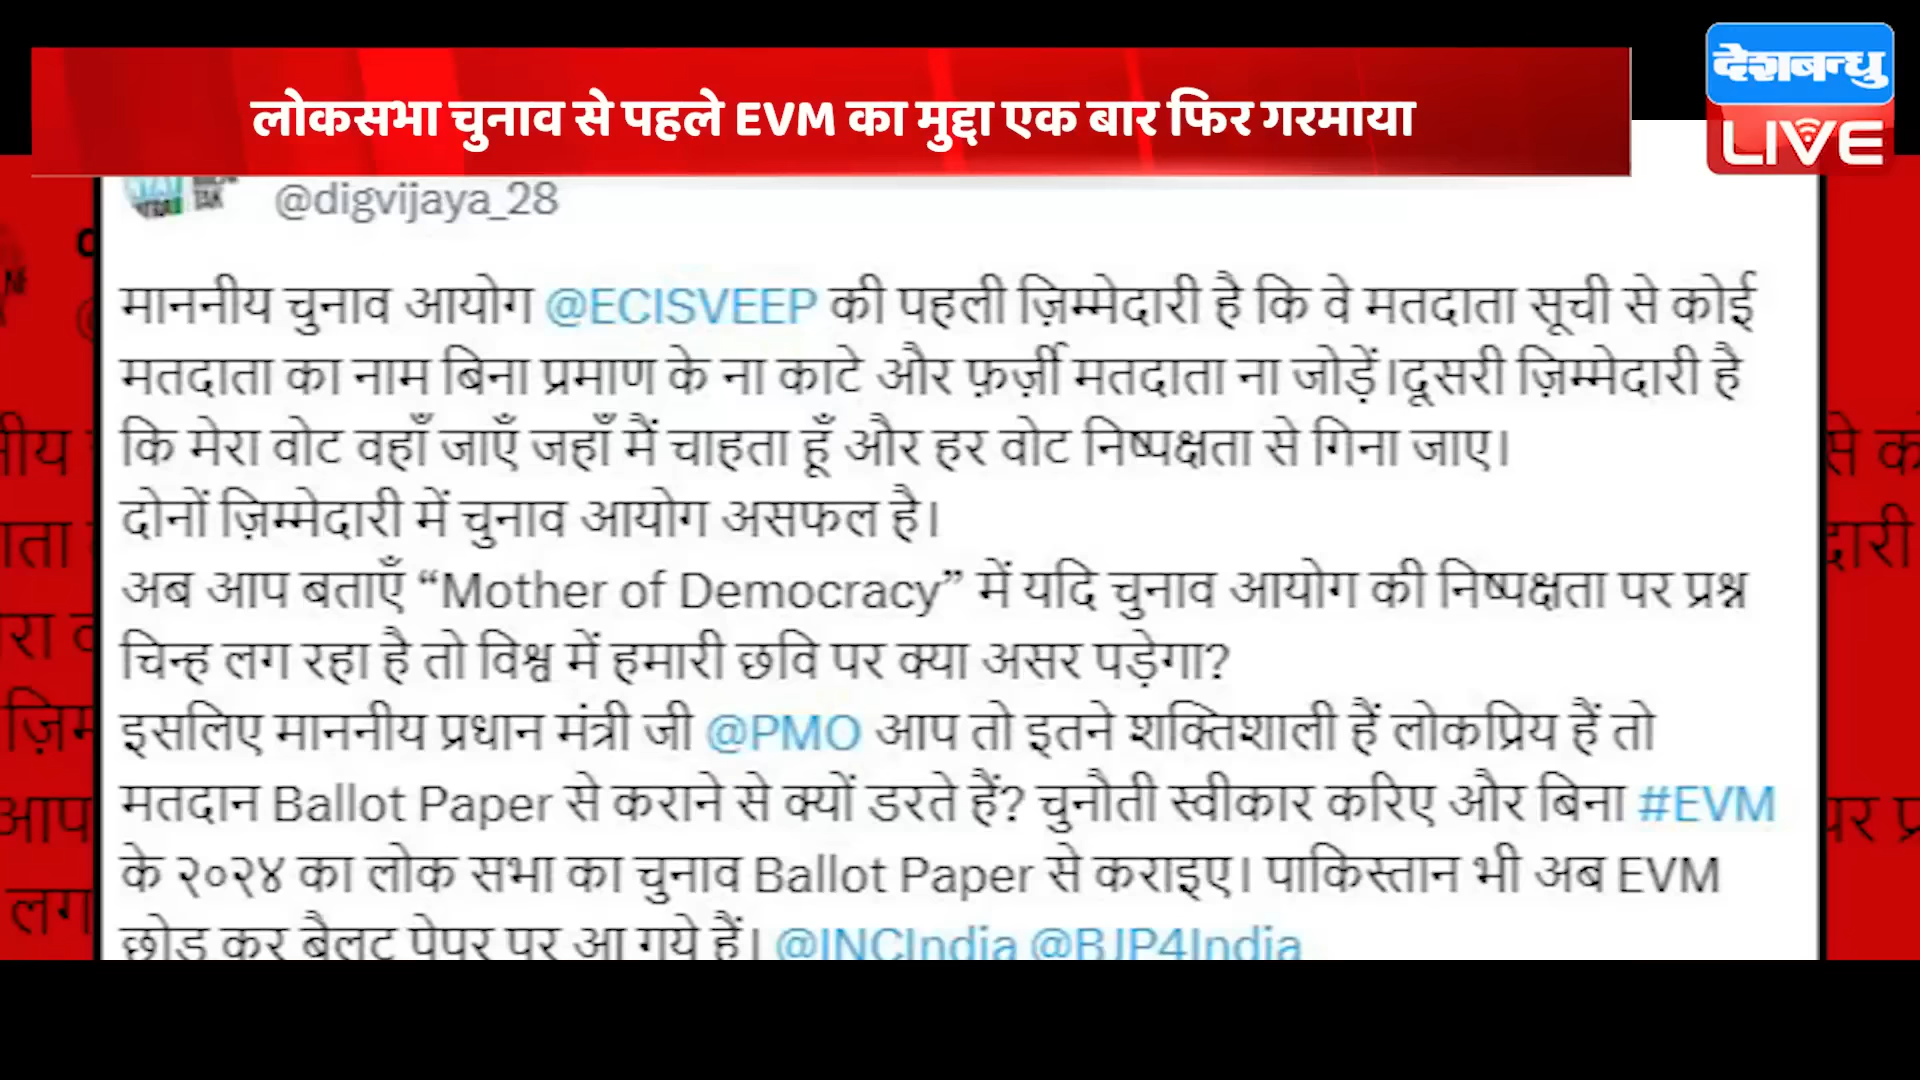 लोकसभा चुनाव से पहले EVM का मुद्दा एक बार फिर गरमाया
देशबन्धु
LIVE
@digvijaya_28
माननीय चुनाव आयोग @ECISVEEP की पहली ज़िम्मेदारी है कि वे मतदाता सूची से कोई
मतदाता का नाम बिना प्रमाण के ना काटे और फ़र्ज़ी मतदाता ना जोड़ें।दूसरी ज़िम्मेदारी है
कि मेरा वोट वहाँ जाएँ जहाँ मैं चाहता हूँ और हर वोट निष्पक्षता से गिना जाए।
दोनों ज़िम्मेदारी में चुनाव आयोग असफल है।
अब आप बताएँ “Mother of Democracy” में यदि चुनाव आयोग की निष्पक्षता पर प्रश्न
चिन्ह लग रहा है तो विश्व में हमारी छवि पर क्या असर पड़ेगा?
इसलिए माननीय प्रधान मंत्री जी @PMO आप तो इतने शक्तिशाली हैं लोकप्रिय हैं तो
मतदान Ballot Paper से कराने से क्यों डरते हैं? चुनौती स्वीकार करिए और बिना #EVM
के २०२४ का लोक सभा का चुनाव Ballot Paper से कराइए। पाकिस्तान भी अब EVM
छोड़ कर बैलट पेपर पर आ गये हैं। @INCIndia @BJP4India